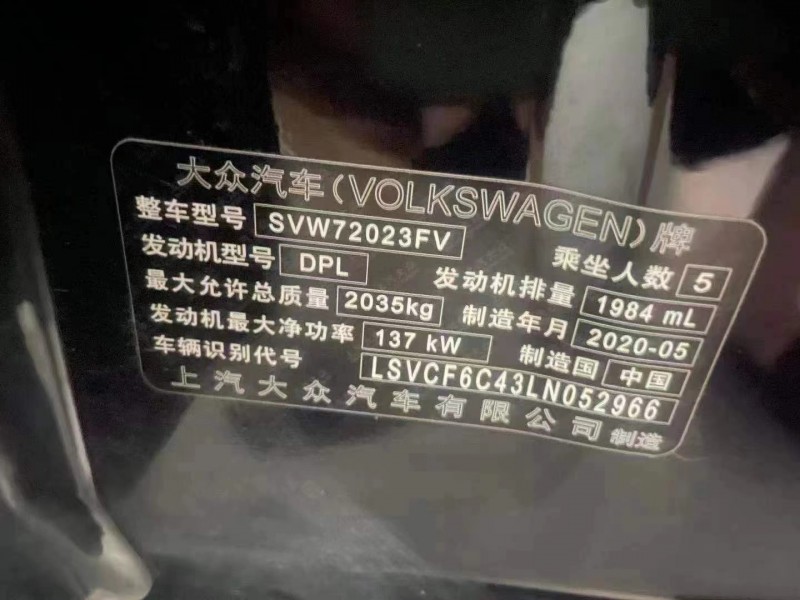 大众汽车(VOLKSWAGEN)牌
整车型号 SVW72023FV 乘坐人数 5
发动机型号 DPL 发动机排量 1984 mL
最大允许总质量 2035kg 制造年月 2020-05
发动机最大净功率 137 kW 制造国 中国
车辆识别代号 LSVCF6C43LN052966
上汽大众汽车有限公司 制造